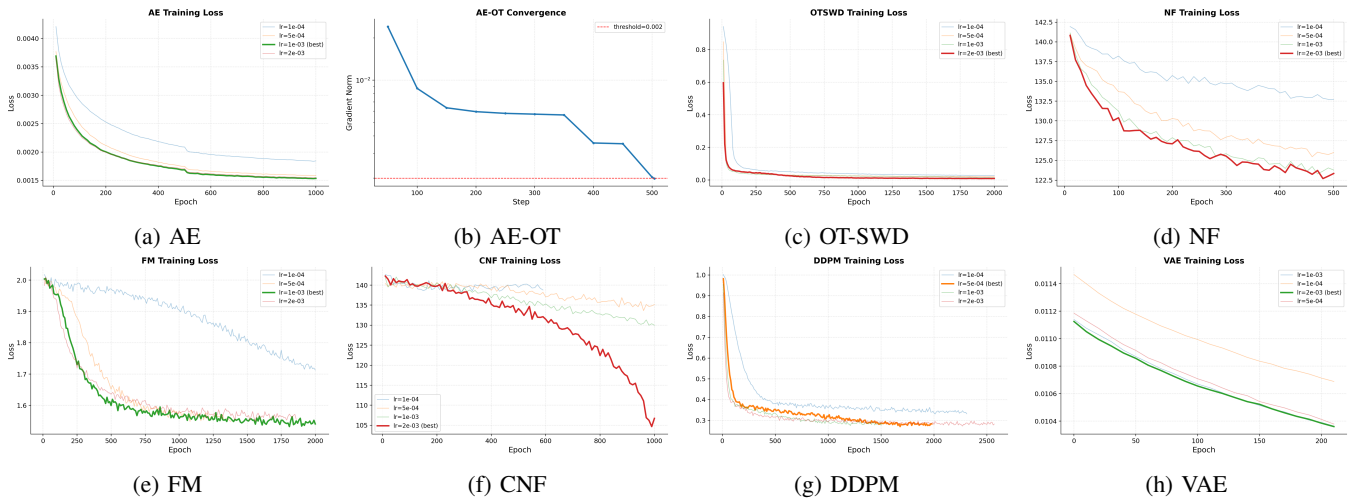 AE Training Loss
Loss
0.0040
0.0035
0.0030
0.0025
0.0020
0.0015
lr=1e-04
lr=5e-04
lr=1e-03 (best)
lr=2e-03
0 200 400 600 800 1000
Epoch
(a) AE
AE-OT Convergence
Gradient Norm
10⁻²
threshold=0.002
100 200 300 400 500
Step
(b) AE-OT
OTSWD Training Loss
Loss
0.8
0.6
0.4
0.2
0.0
lr=1e-04
lr=5e-04
lr=1e-03
lr=2e-03 (best)
0 250 500 750 1000 1250 1500 1750 2000
Epoch
(c) OT-SWD
NF Training Loss
Loss
142.5
140.0
137.5
135.0
132.5
130.0
127.5
125.0
122.5
lr=1e-04
lr=5e-04
lr=1e-03
lr=2e-03 (best)
0 100 200 300 400 500
Epoch
(d) NF
FM Training Loss
Loss
2.0
1.9
1.8
1.7
1.6
lr=1e-04
lr=5e-04
lr=1e-03 (best)
lr=2e-03
0 250 500 750 1000 1250 1500 1750 2000
Epoch
(e) FM
CNF Training Loss
Loss
140
135
130
125
120
115
110
105
lr=1e-04
lr=5e-04
lr=1e-03
lr=2e-03 (best)
0 200 400 600 800 1000
Epoch
(f) CNF
DDPM Training Loss
Loss
1.0
0.9
0.8
0.7
0.6
0.5
0.4
0.3
lr=1e-04
lr=5e-04 (best)
lr=1e-03
lr=2e-03
0 500 1000 1500 2000 2500
Epoch
(g) DDPM
VAE Training Loss
Loss
0.0114
0.0112
0.0110
0.0108
0.0106
0.0104
lr=1e-03
lr=1e-04
lr=2e-03 (best)
lr=5e-04
0 50 100 150 200
Epoch
(h) VAE